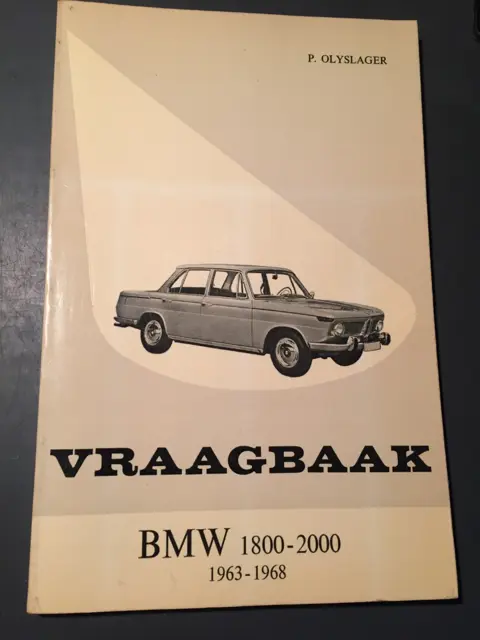 P. OLYSLAGER
VRAAGBAAK
BMW 1800-2000
1963-1968